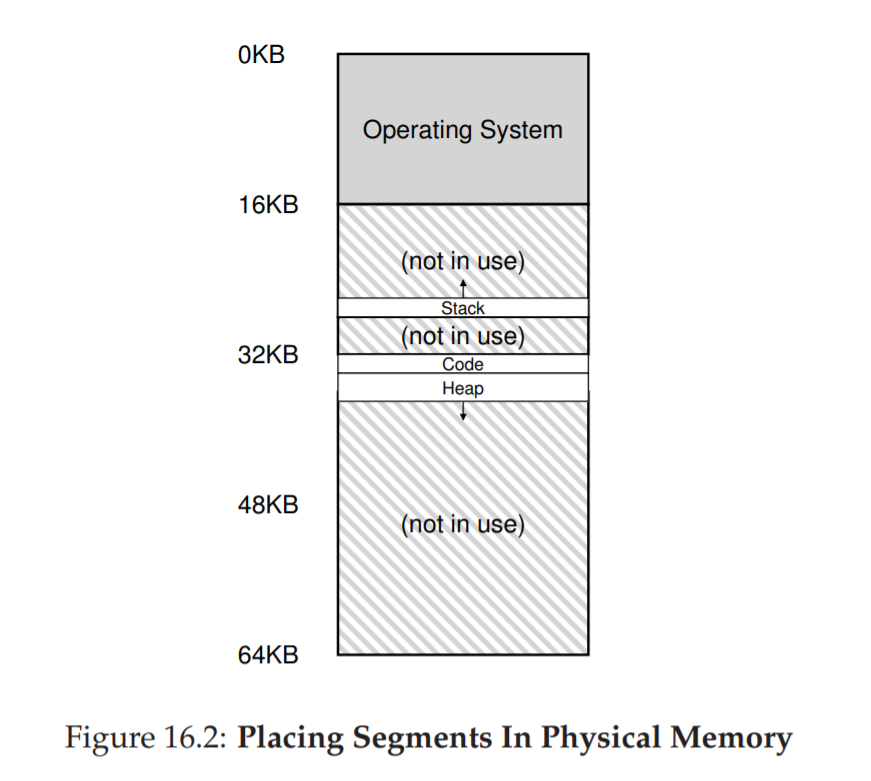 0KB
Operating System
16KB
(not in use)
Stack
(not in use)
32KB
Code
Heap
48KB
(not in use)
64KB
Figure 16.2: Placing Segments In Physical Memory